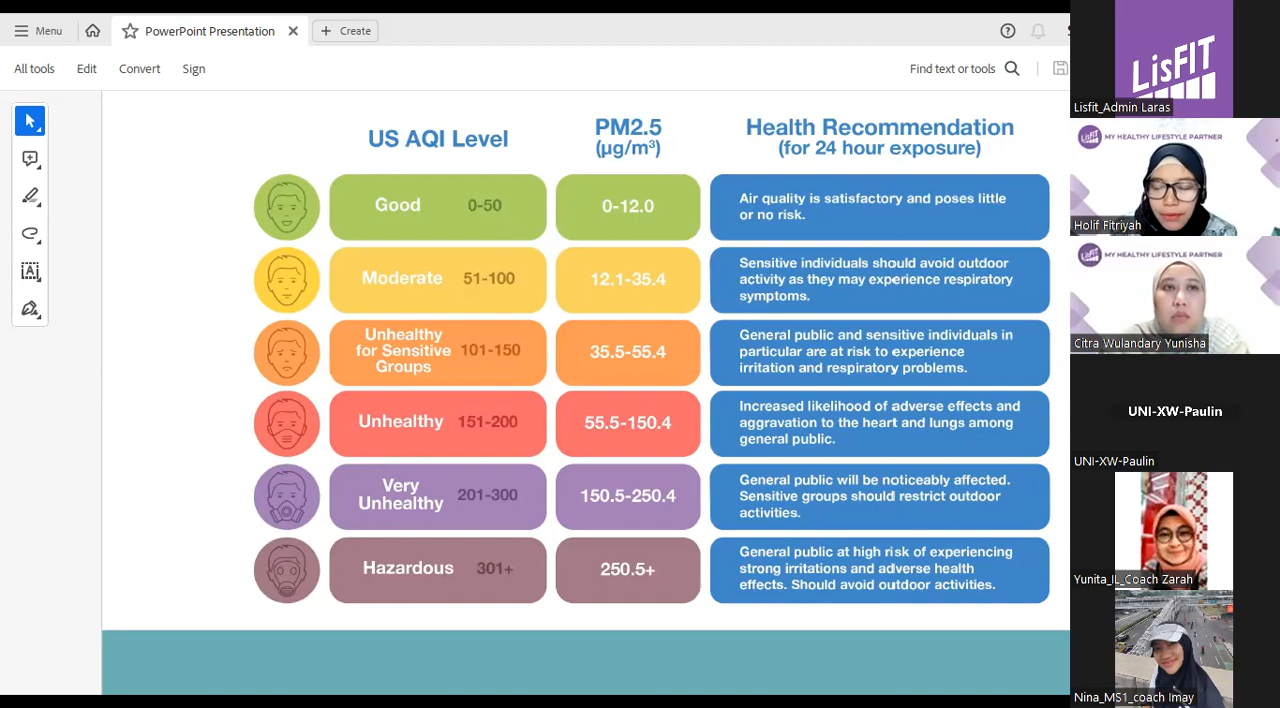 Menu
PowerPoint Presentation
Create
All tools
Edit
Convert
Sign
Find text or tools
US AQI Level
PM2.5
(µg/m³)
Health Recommendation
(for 24 hour exposure)
Good 0-50
0-12.0
Air quality is satisfactory and poses little
or no risk.
Moderate 51-100
12.1-35.4
Sensitive individuals should avoid outdoor
activity as they may experience respiratory
symptoms.
Unhealthy
for Sensitive
Groups
101-150
35.5-55.4
General public and sensitive individuals in
particular are at risk to experience
irritation and respiratory problems.
Unhealthy 151-200
55.5-150.4
Increased likelihood of adverse effects and
aggravation to the heart and lungs among
general public.
Very
Unhealthy
201-300
150.5-250.4
General public will be noticeably affected.
Sensitive groups should restrict outdoor
activities.
Hazardous 301+
250.5+
General public at high risk of experiencing
strong irritations and adverse health
effects. Should avoid outdoor activities.
LisFIT
Lisfit_Admin Laras
LisFIT
MY HEALTHY LIFESTYLE PARTNER
Holif Fitriyah
LisFIT
MY HEALTHY LIFESTYLE PARTNER
Citra Wulandary Yunisha
UNI-XW-Paulin
UNI-XW-Paulin
Yunita_IL_Coach Zarah
Nina_MS1_coach Imay